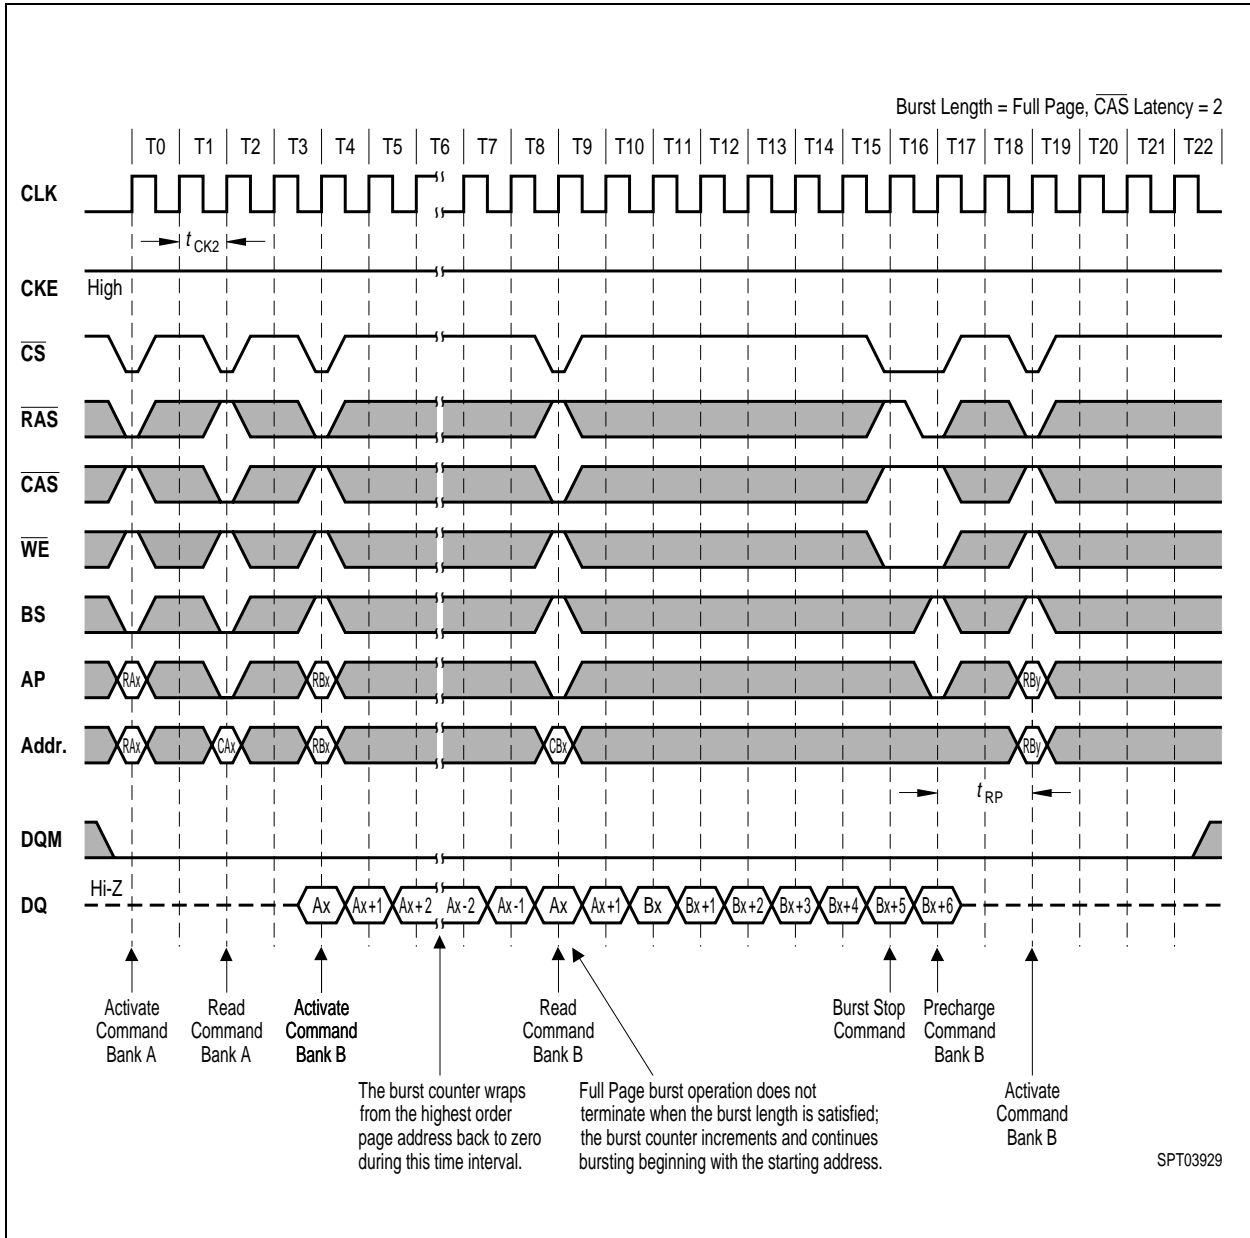 Burst Length = Full Page, CAS Latency = 2
T0 T1 T2 T3 T4 T5 T6 T7 T8 T9 T10 T11 T12 T13 T14 T15 T16 T17 T18 T19 T20 T21 T22
CLK
t CK2
CKE High
CS
RAS
CAS
WE
BS
AP RAx RBx RBy
Addr. RAx CAx RBx CBx RBy
t RP
DQM
Hi-Z
DQ Ax Ax+1 Ax+2 Ax-2 Ax-1 Ax Ax+1 Bx Bx+1 Bx+2 Bx+3 Bx+4 Bx+5 Bx+6
Activate
Command
Bank A
Read
Command
Bank A
Activate
Command
Bank B
Read
Command
Bank B
Burst Stop
Command
Precharge
Command
Bank B
The burst counter wraps
from the highest order
page address back to zero
during this time interval.
Full Page burst operation does not
terminate when the burst length is satisfied;
the burst counter increments and continues
bursting beginning with the starting address.
Activate
Command
Bank B
SPT03929